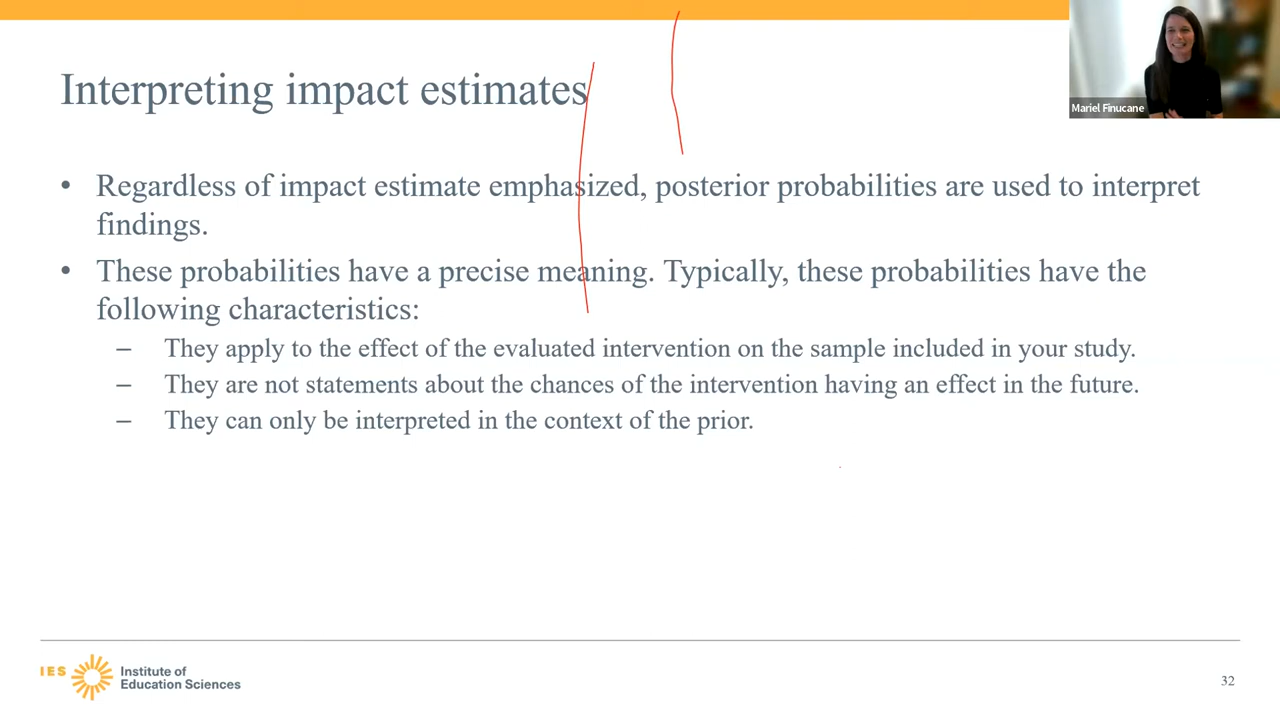 Mariel Finucane
Interpreting impact estimates
• Regardless of impact estimate emphasized, posterior probabilities are used to interpret
findings.
• These probabilities have a precise meaning. Typically, these probabilities have the
following characteristics:
– They apply to the effect of the evaluated intervention on the sample included in your study.
– They are not statements about the chances of the intervention having an effect in the future.
– They can only be interpreted in the context of the prior.
IES
Institute of
Education Sciences
32